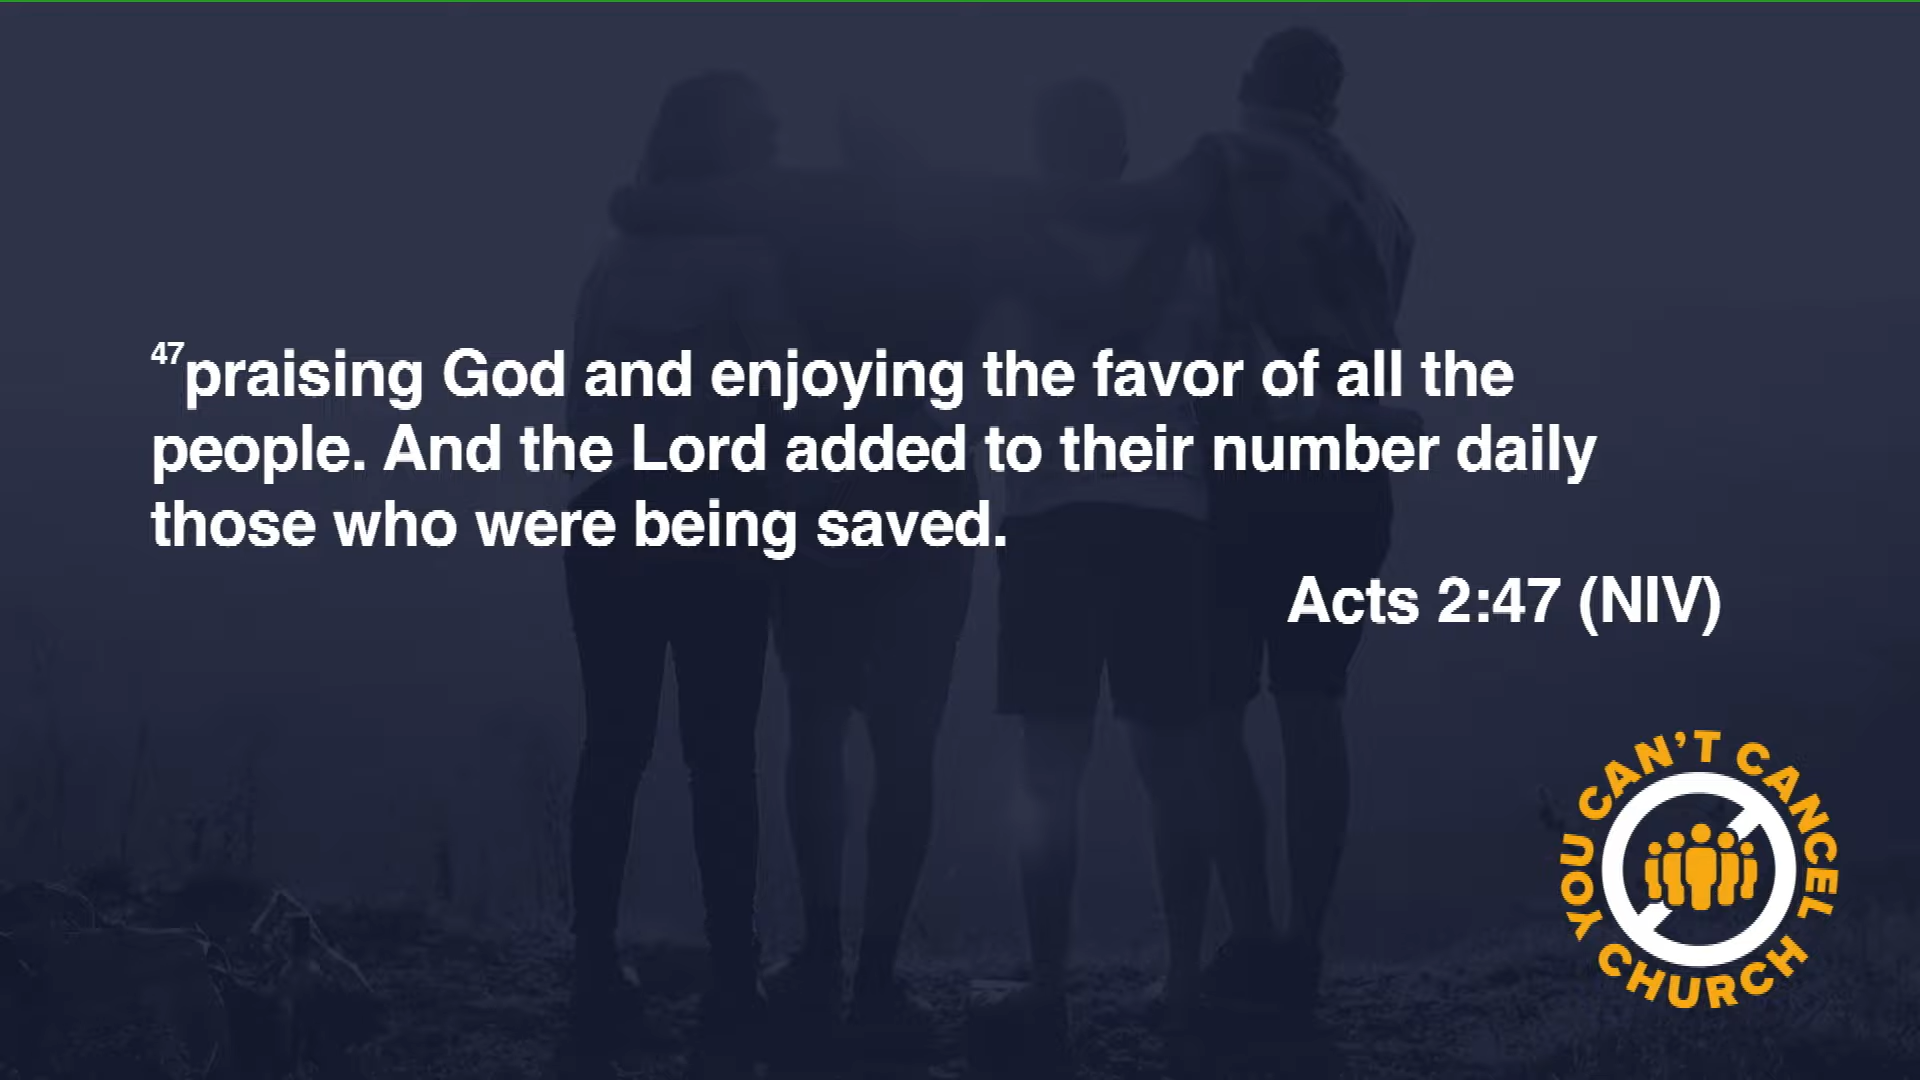 47praising God and enjoying the favor of all the
people. And the Lord added to their number daily
those who were being saved.
Acts 2:47 (NIV)
YOU CAN'T CANCEL
CHURCH